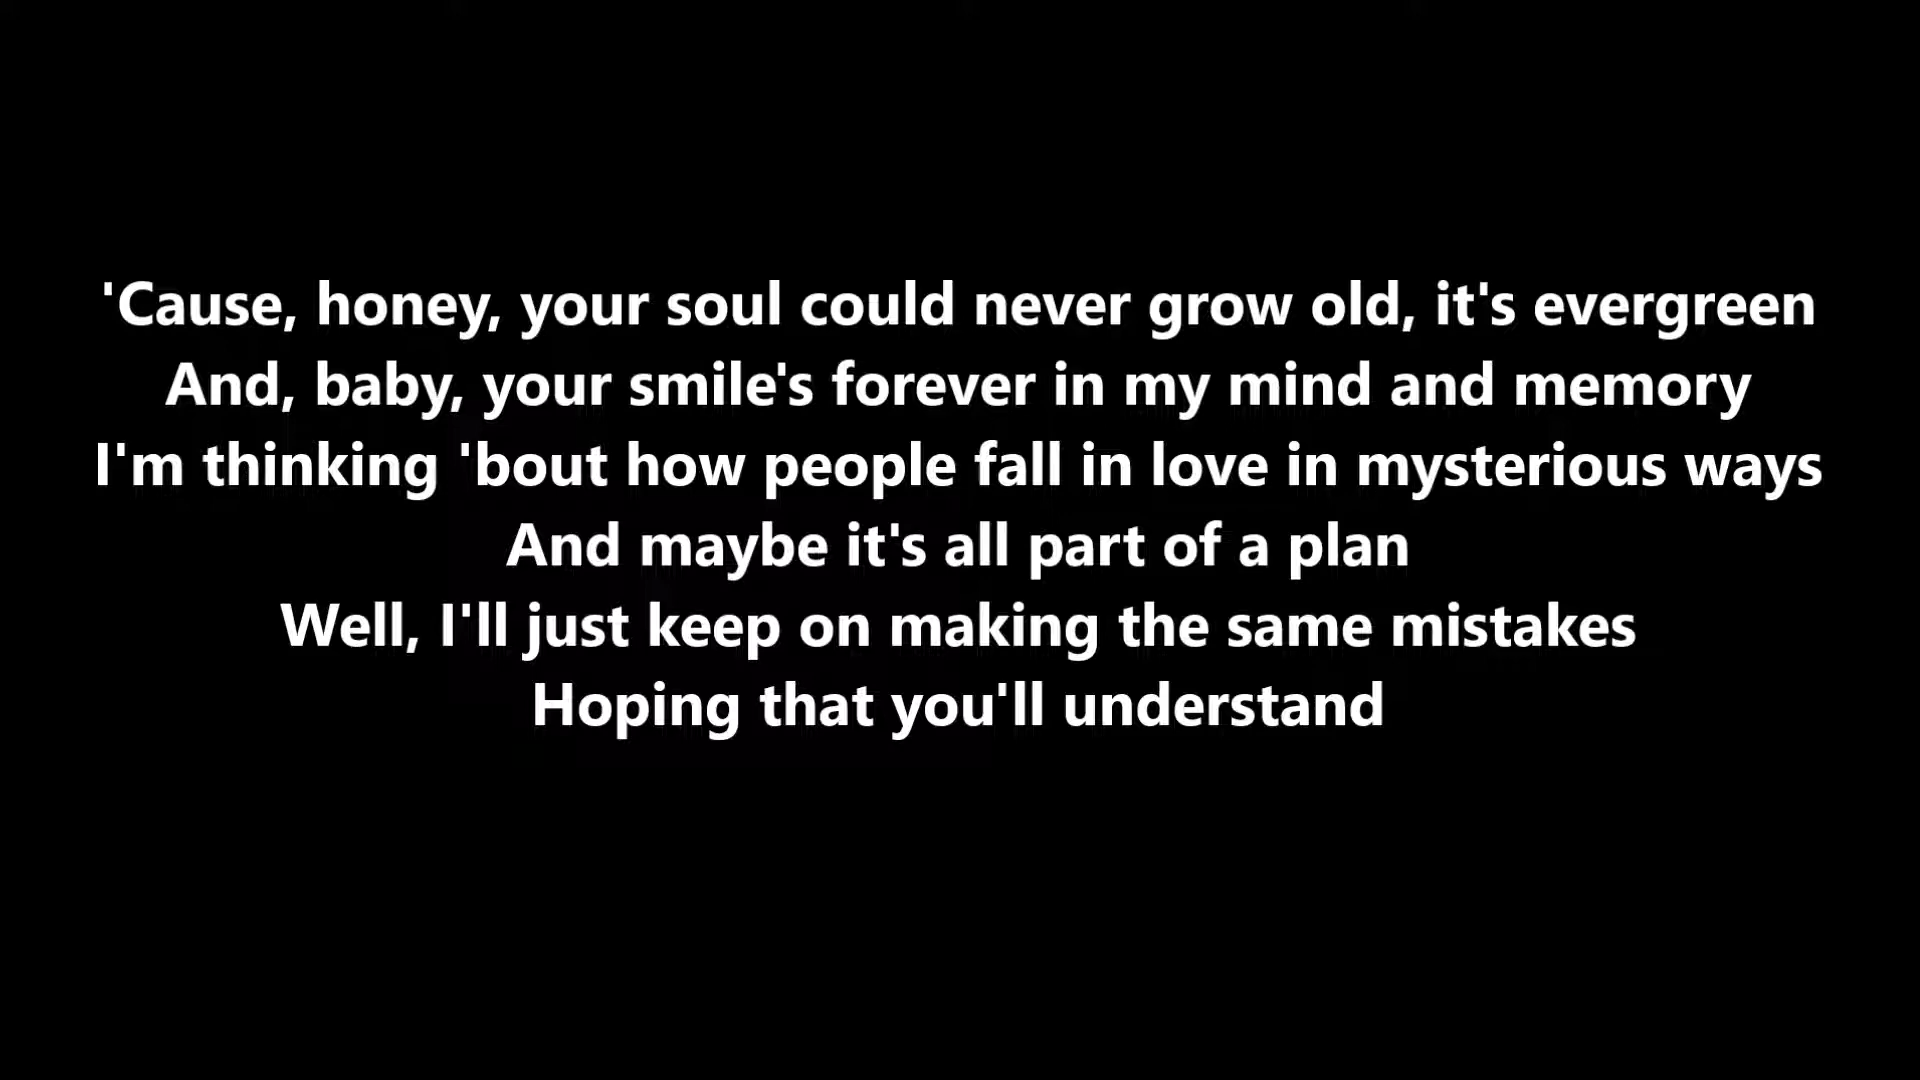 'Cause, honey, your soul could never grow old, it's evergreen
And, baby, your smile's forever in my mind and memory
I'm thinking 'bout how people fall in love in mysterious ways
And maybe it's all part of a plan
Well, I'll just keep on making the same mistakes
Hoping that you'll understand